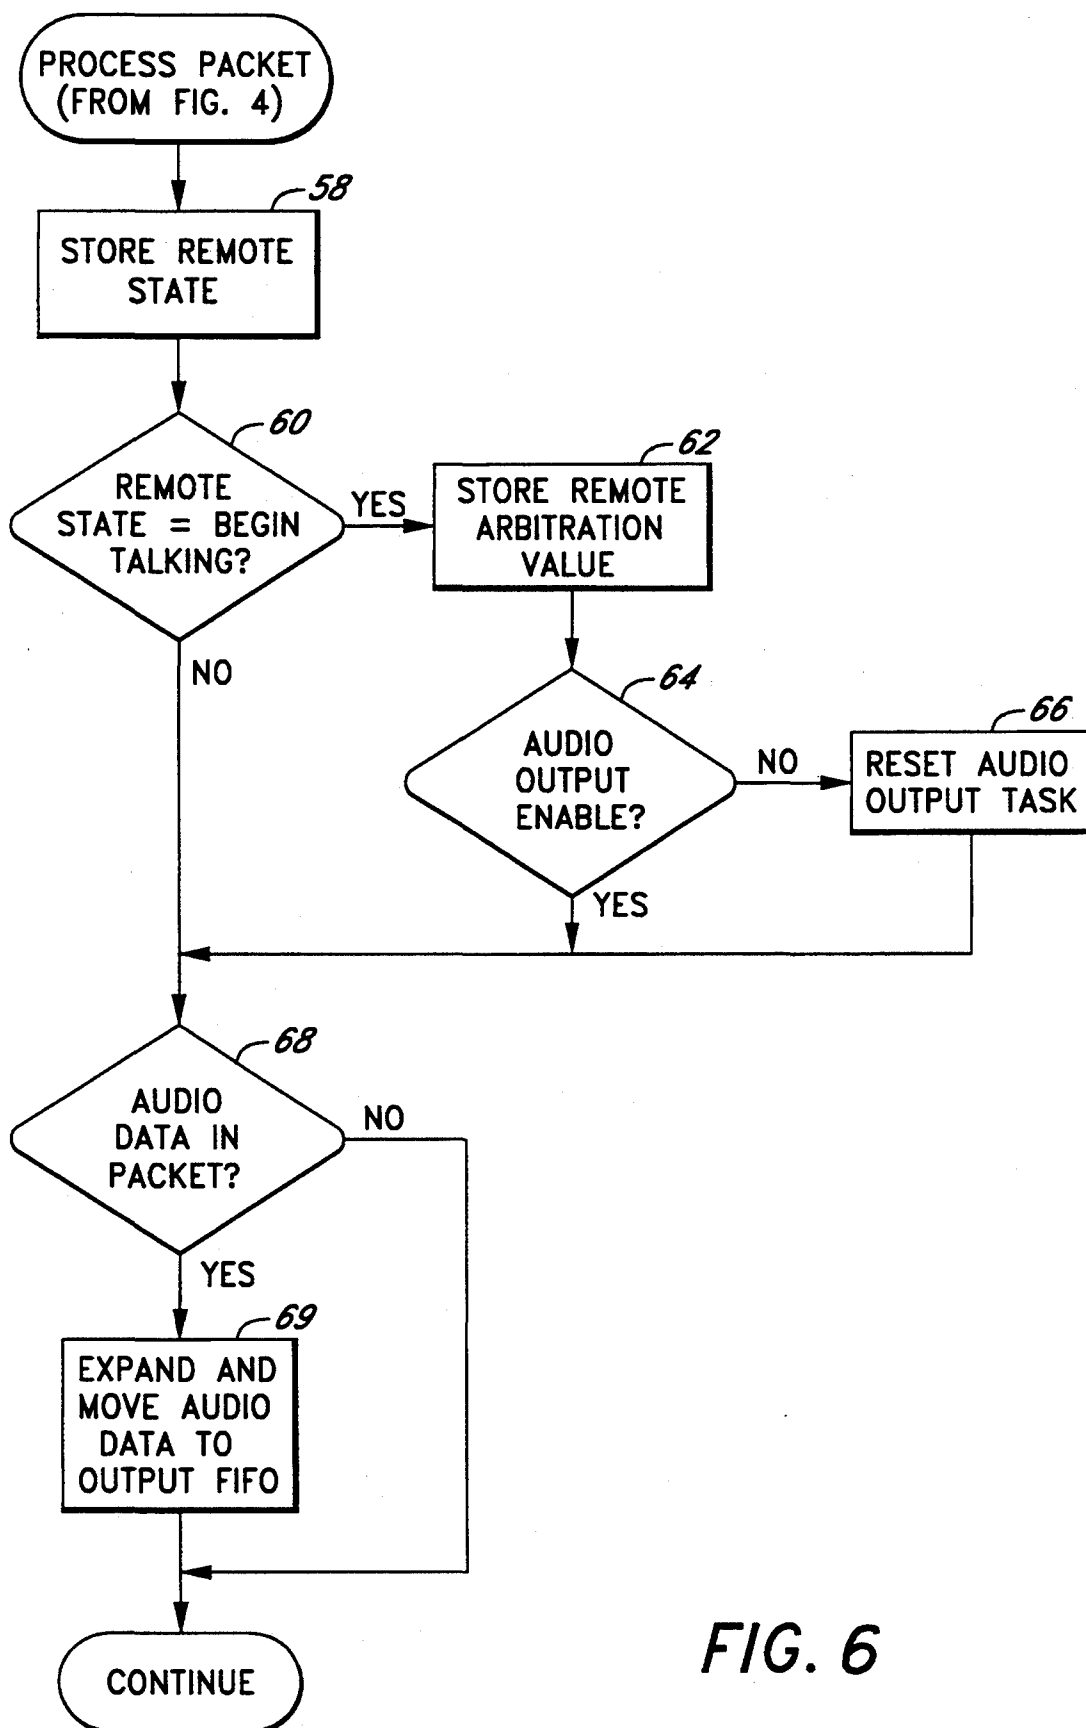 PROCESS PACKET
(FROM FIG. 4)
58
STORE REMOTE
STATE
60
REMOTE
STATE = BEGIN
TALKING?
YES
62
STORE REMOTE
ARBITRATION
VALUE
NO
64
AUDIO
OUTPUT
ENABLE?
NO
66
RESET AUDIO
OUTPUT TASK
YES
68
AUDIO
DATA IN
PACKET?
NO
YES
69
EXPAND AND
MOVE AUDIO
DATA TO
OUTPUT FIFO
CONTINUE
FIG. 6